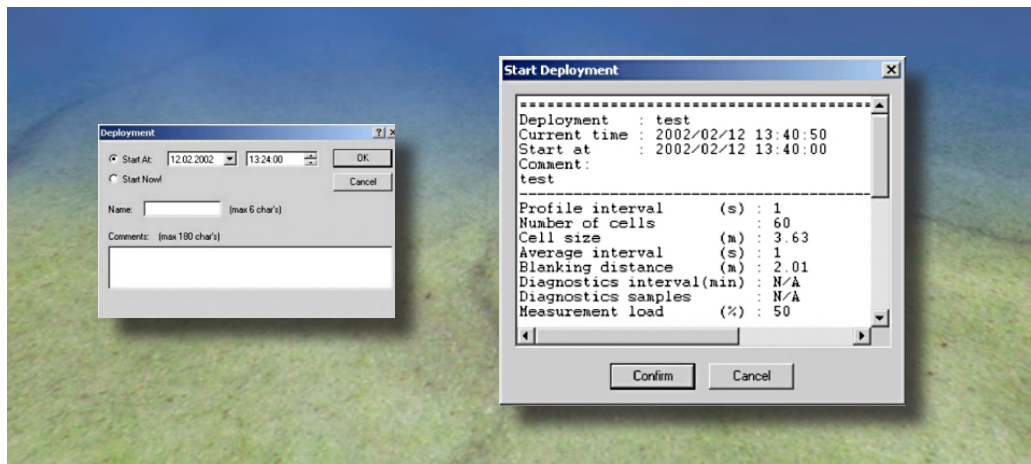 Deployment
Start At: 12.02.2002 13:24:00 OK
Start Now! Cancel
Name: (max 6 char's)
Comments: (max 180 char's)
Start Deployment
Deployment : test
Current time : 2002/02/12 13:40:50
Start at : 2002/02/12 13:40:00
Comment:
test
Profile interval (s) : 1
Number of cells : 60
Cell size (m) : 3.63
Average interval (s) : 1
Blanking distance (m) : 2.01
Diagnostics interval(min) : N/A
Diagnostics samples : N/A
Measurement load (%) : 50
Confirm Cancel